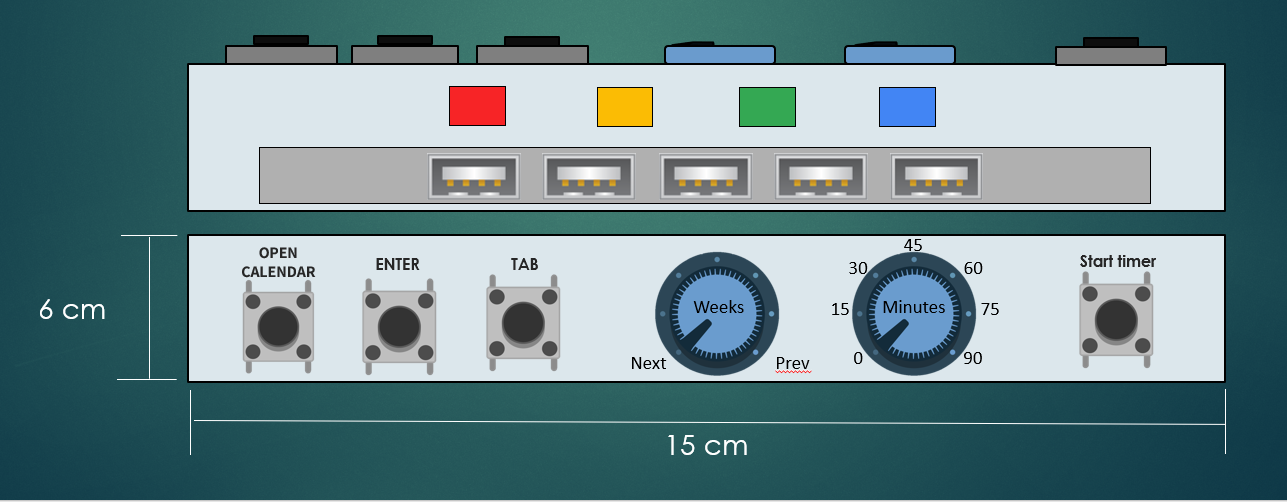 OPEN
CALENDAR
ENTER
TAB
Weeks
Next
Prev
45
30
60
15
Minutes
75
0
90
Start timer
6 cm
15 cm